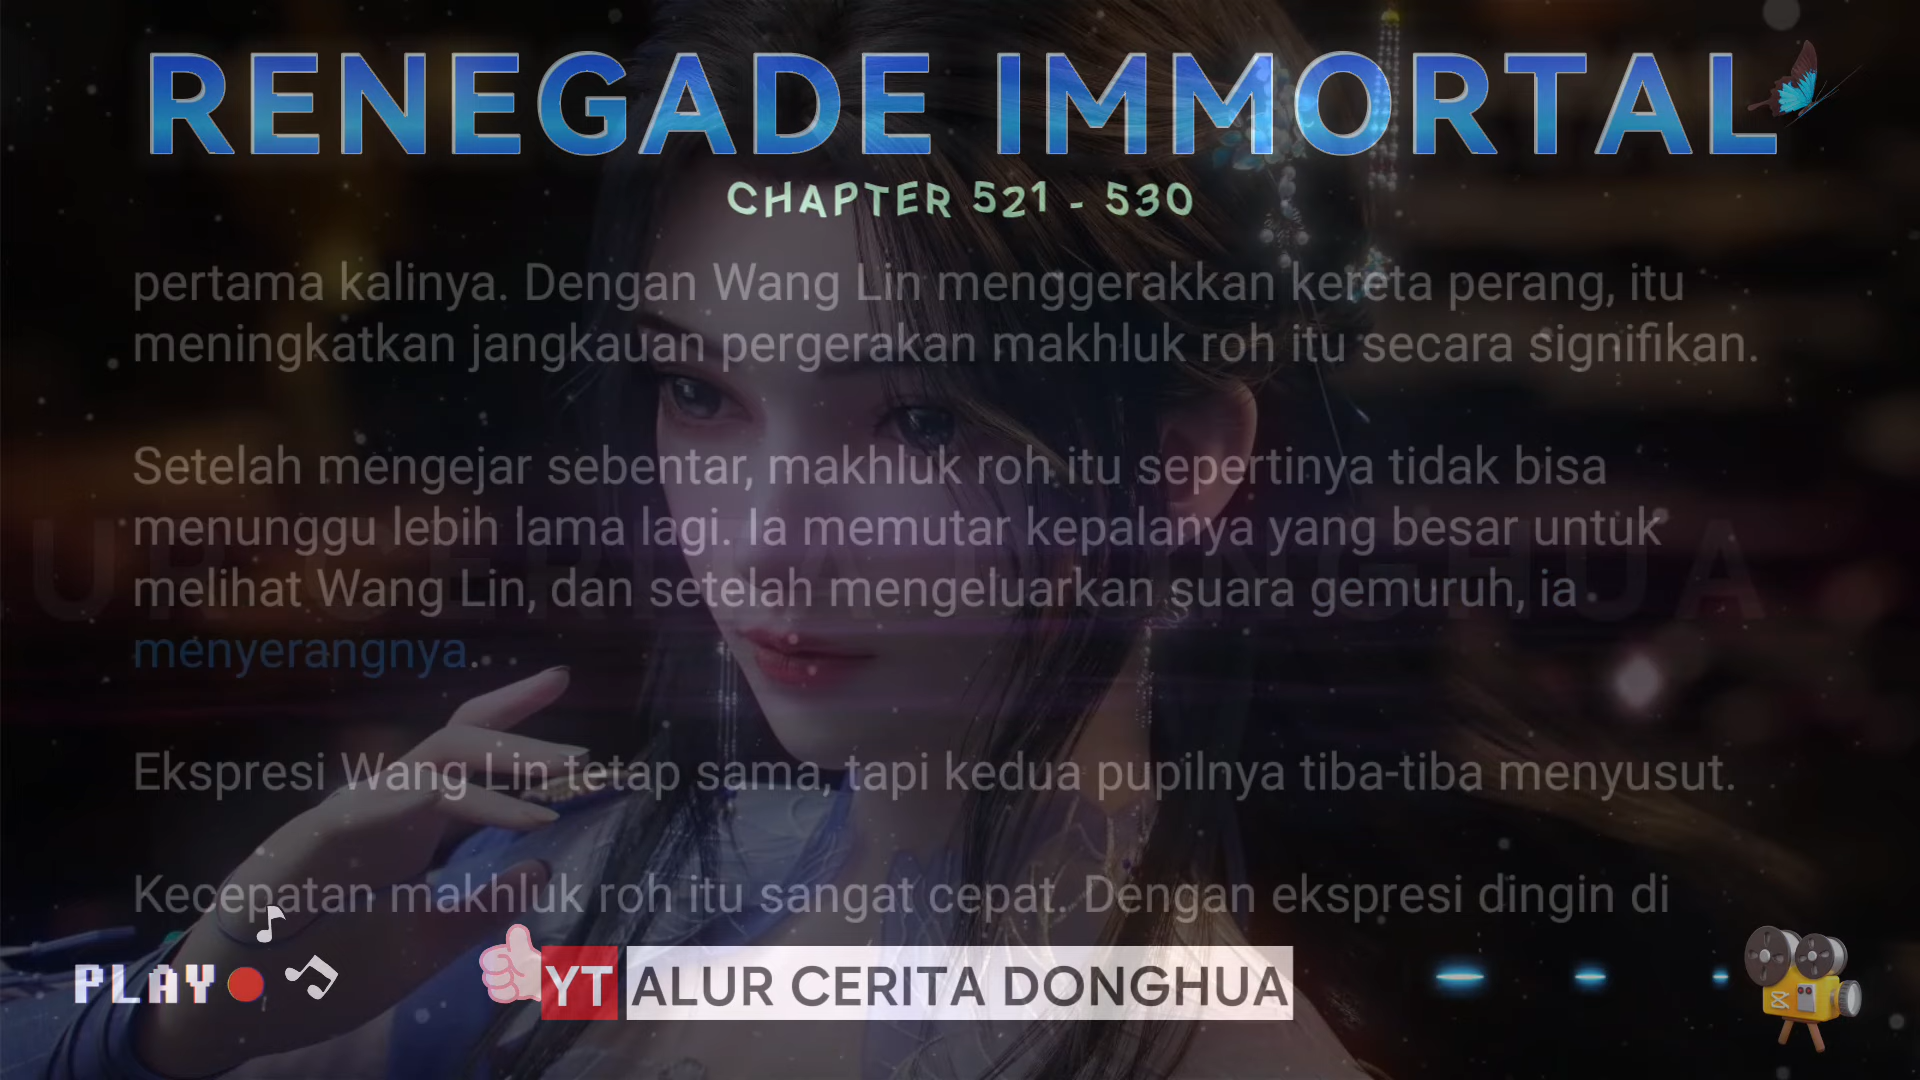 RENEGADE IMMORTAL
CHAPTER 521 - 530
pertama kalinya. Dengan Wang Lin menggerakkan kereta perang, itu
meningkatkan jangkauan pergerakan makhluk roh itu secara signifikan.
Setelah mengejar sebentar, makhluk roh itu sepertinya tidak bisa
menunggu lebih lama lagi. Ia memutar kepalanya yang besar untuk
melihat Wang Lin, dan setelah mengeluarkan suara gemuruh, ia
menyerangnya.
Ekspresi Wang Lin tetap sama, tapi kedua pupilnya tiba-tiba menyusut.
Kecepatan makhluk roh itu sangat cepat. Dengan ekspresi dingin di
UR CERITA DONGHUA
PLAY
YT ALUR CERITA DONGHUA